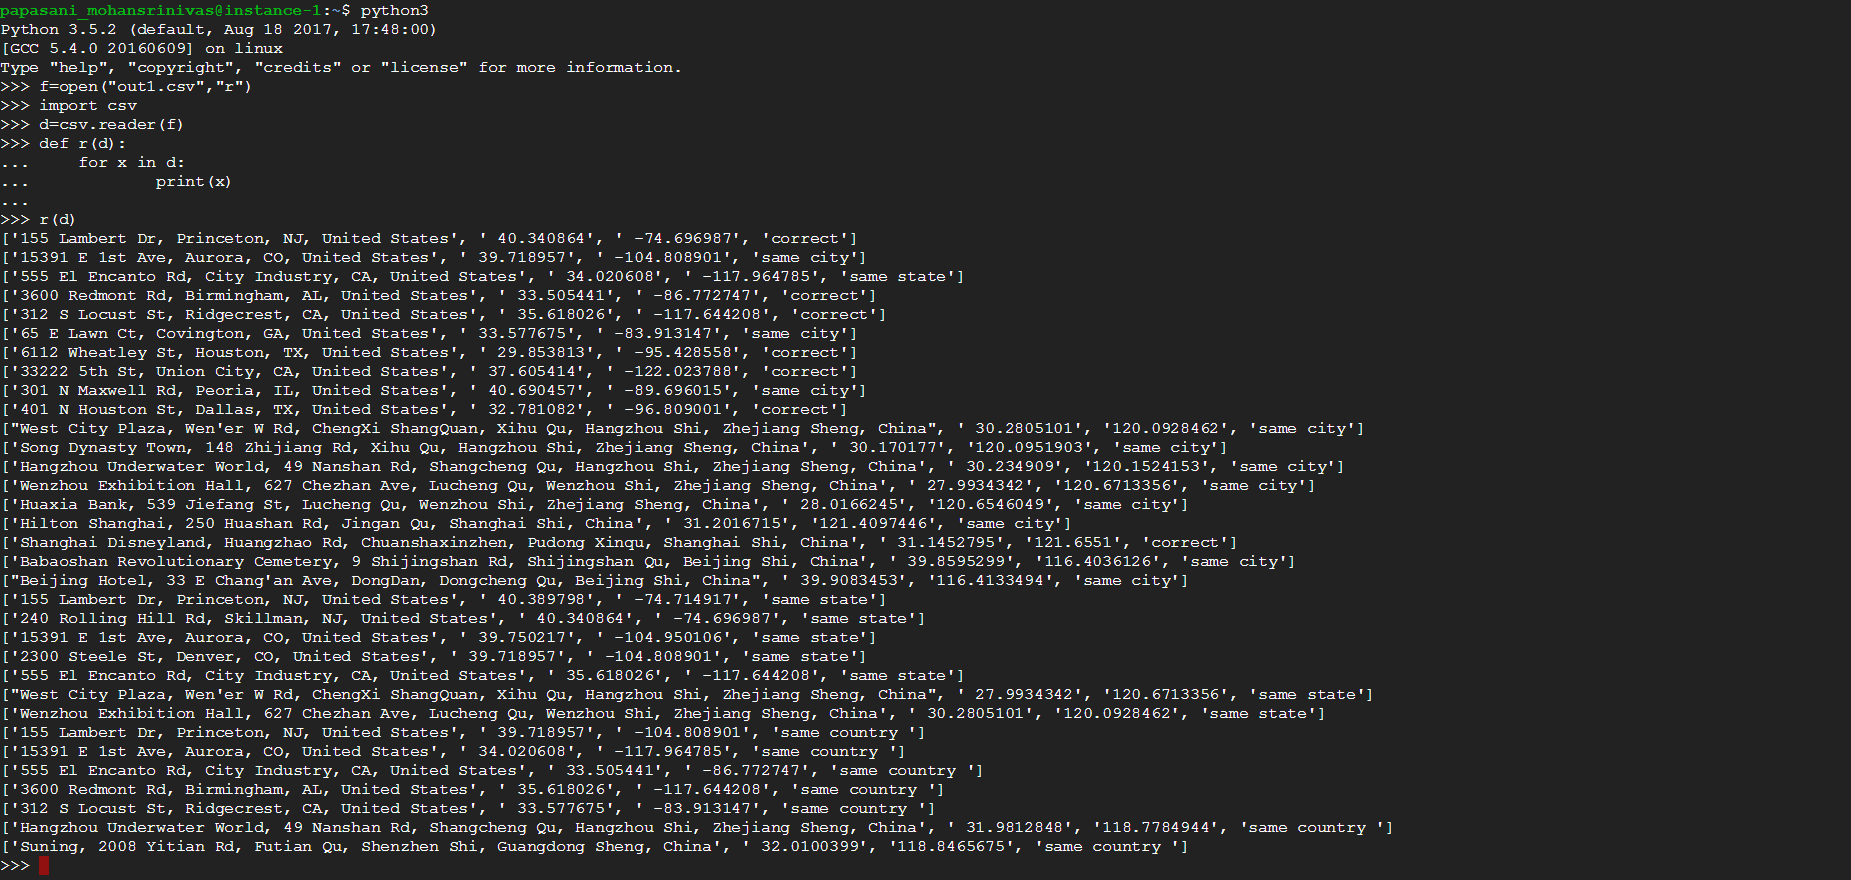 papasani_mohansrinivas@instance-1:~$ python3
Python 3.5.2 (default, Aug 18 2017, 17:48:00)
[GCC 5.4.0 20160609] on linux
Type "help", "copyright", "credits" or "license" for more information.
>>> f=open("out1.csv","r")
>>> import csv
>>> d=csv.reader(f)
>>> def r(d):
...     for x in d:
...             print(x)
...
>>> r(d)
['155 Lambert Dr, Princeton, NJ, United States', ' 40.340864', ' -74.696987', 'correct']
['15391 E 1st Ave, Aurora, CO, United States', ' 39.718957', ' -104.808901', 'same city']
['555 El Encanto Rd, City Industry, CA, United States', ' 34.020608', ' -117.964785', 'same state']
['3600 Redmont Rd, Birmingham, AL, United States', ' 33.505441', ' -86.772747', 'correct']
['312 S Locust St, Ridgecrest, CA, United States', ' 35.618026', ' -117.644208', 'correct']
['65 E Lawn Ct, Covington, GA, United States', ' 33.577675', ' -83.913147', 'same city']
['6112 Wheatley St, Houston, TX, United States', ' 29.853813', ' -95.428558', 'correct']
['33222 5th St, Union City, CA, United States', ' 37.605414', ' -122.023788', 'correct']
['301 N Maxwell Rd, Peoria, IL, United States', ' 40.690457', ' -89.696015', 'same city']
['401 N Houston St, Dallas, TX, United States', ' 32.781082', ' -96.809001', 'correct']
["West City Plaza, Wen'er W Rd, ChengXi ShangQuan, Xihu Qu, Hangzhou Shi, Zhejiang Sheng, China", ' 30.2805101', '120.0928462', 'same city']
['Song Dynasty Town, 148 Zhijiang Rd, Xihu Qu, Hangzhou Shi, Zhejiang Sheng, China', ' 30.170177', '120.0951903', 'same city']
['Hangzhou Underwater World, 49 Nanshan Rd, Shangcheng Qu, Hangzhou Shi, Zhejiang Sheng, China', ' 30.234909', '120.1524153', 'same city']
['Wenzhou Exhibition Hall, 627 Chezhan Ave, Lucheng Qu, Wenzhou Shi, Zhejiang Sheng, China', ' 27.9934342', '120.6713356', 'same city']
['Huaxia Bank, 539 Jiefang St, Lucheng Qu, Wenzhou Shi, Zhejiang Sheng, China', ' 28.0166245', '120.6546049', 'same city']
['Hilton Shanghai, 250 Huashan Rd, Jingan Qu, Shanghai Shi, China', ' 31.2016715', '121.4097446', 'same city']
['Shanghai Disneyland, Huangzhao Rd, Chuanshaxinzhen, Pudong Xinqu, Shanghai Shi, China', ' 31.1452795', '121.6551', 'correct']
['Babaoshan Revolutionary Cemetery, 9 Shijingshan Rd, Shijingshan Qu, Beijing Shi, China', ' 39.8595299', '116.4036126', 'same city']
["Beijing Hotel, 33 E Chang'an Ave, DongDan, Dongcheng Qu, Beijing Shi, China", ' 39.9083453', '116.4133494', 'same city']
['155 Lambert Dr, Princeton, NJ, United States', ' 40.389798', ' -74.714917', 'same state']
['240 Rolling Hill Rd, Skillman, NJ, United States', ' 40.340864', ' -74.696987', 'same state']
['15391 E 1st Ave, Aurora, CO, United States', ' 39.750217', ' -104.950106', 'same state']
['2300 Steele St, Denver, CO, United States', ' 39.718957', ' -104.808901', 'same state']
['555 El Encanto Rd, City Industry, CA, United States', ' 35.618026', ' -117.644208', 'same state']
["West City Plaza, Wen'er W Rd, ChengXi ShangQuan, Xihu Qu, Hangzhou Shi, Zhejiang Sheng, China", ' 27.9934342', '120.6713356', 'same state']
['Wenzhou Exhibition Hall, 627 Chezhan Ave, Lucheng Qu, Wenzhou Shi, Zhejiang Sheng, China', ' 30.2805101', '120.0928462', 'same state']
['155 Lambert Dr, Princeton, NJ, United States', ' 39.718957', ' -104.808901', 'same country ']
['15391 E 1st Ave, Aurora, CO, United States', ' 34.020608', ' -117.964785', 'same country ']
['555 El Encanto Rd, City Industry, CA, United States', ' 33.505441', ' -86.772747', 'same country ']
['3600 Redmont Rd, Birmingham, AL, United States', ' 35.618026', ' -117.644208', 'same country ']
['312 S Locust St, Ridgecrest, CA, United States', ' 33.577675', ' -83.913147', 'same country ']
['Hangzhou Underwater World, 49 Nanshan Rd, Shangcheng Qu, Hangzhou Shi, Zhejiang Sheng, China', ' 31.9812848', '118.7784944', 'same country ']
['Suning, 2008 Yitian Rd, Futian Qu, Shenzhen Shi, Guangdong Sheng, China', ' 32.0100399', '118.8465675', 'same country ']
>>>